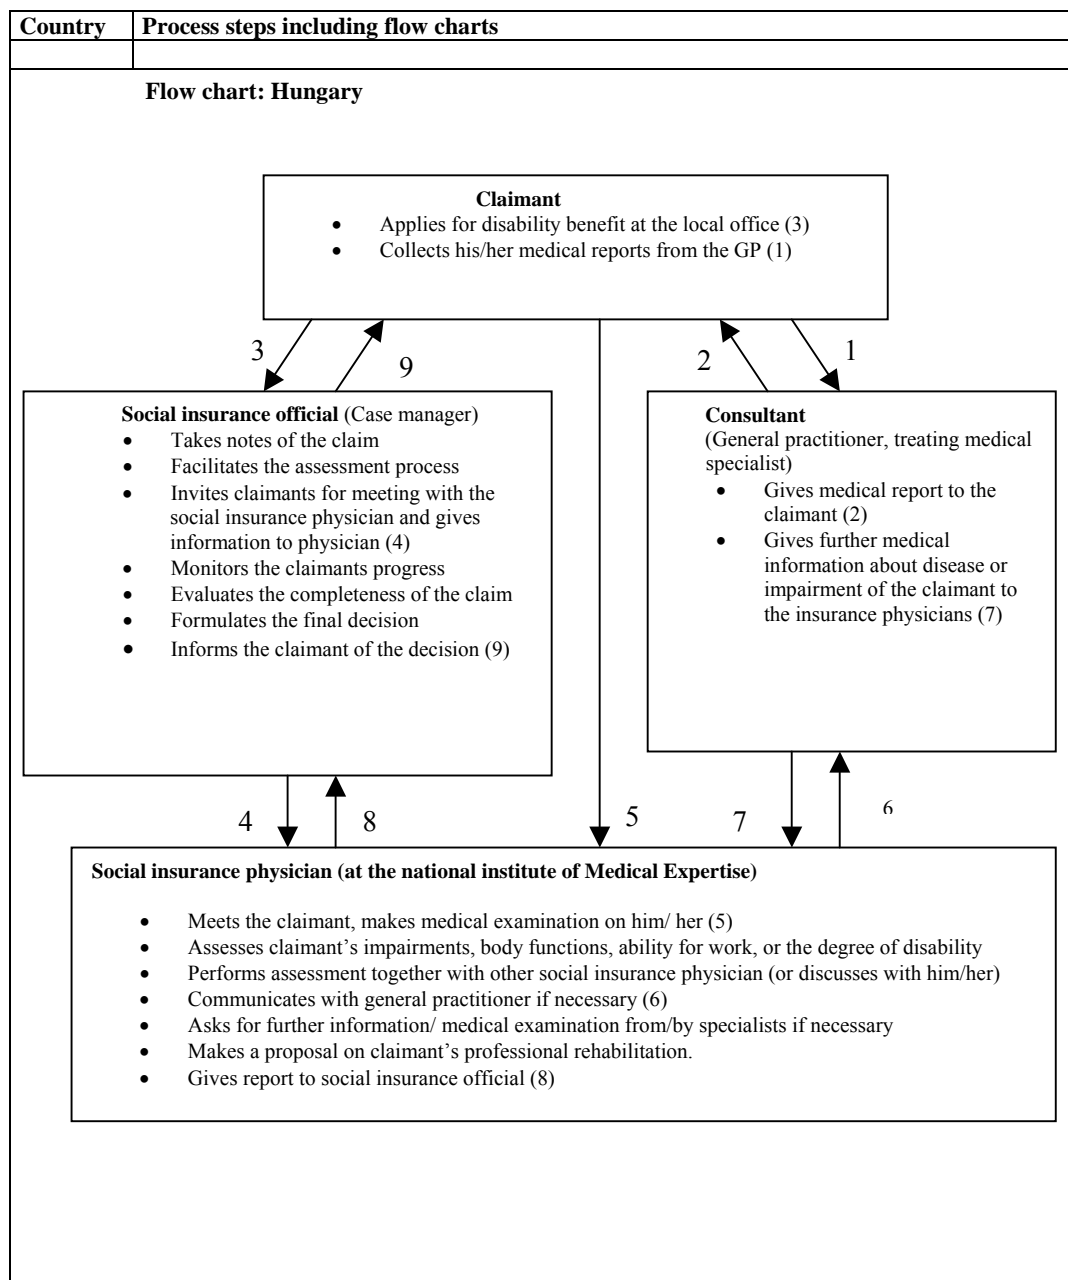 Country Process steps including flow charts
Flow chart: Hungary
Claimant
• Applies for disability benefit at the local office (3)
• Collects his/her medical reports from the GP (1)
3
9
2
1
Social insurance official (Case manager)
• Takes notes of the claim
• Facilitates the assessment process
• Invites claimants for meeting with the
social insurance physician and gives
information to physician (4)
• Monitors the claimants progress
• Evaluates the completeness of the claim
• Formulates the final decision
• Informs the claimant of the decision (9)
Consultant
(General practitioner, treating medical
specialist)
• Gives medical report to the
claimant (2)
• Gives further medical
information about disease or
impairment of the claimant to
the insurance physicians (7)
4
8
5
7
6
Social insurance physician (at the national institute of Medical Expertise)
• Meets the claimant, makes medical examination on him/ her (5)
• Assesses claimant’s impairments, body functions, ability for work, or the degree of disability
• Performs assessment together with other social insurance physician (or discusses with him/her)
• Communicates with general practitioner if necessary (6)
• Asks for further information/ medical examination from/by specialists if necessary
• Makes a proposal on claimant’s professional rehabilitation.
• Gives report to social insurance official (8)